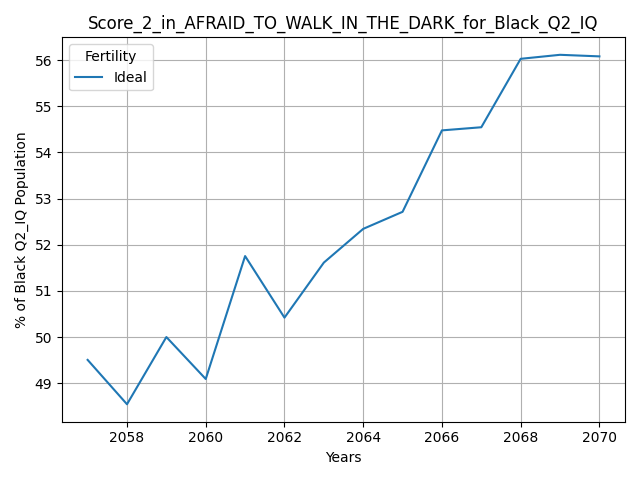 Score_2_in_AFRAID_TO_WALK_IN_THE_DARK_for_Black_Q2_IQ
Fertility
Ideal
% of Black Q2_IQ Population
56
55
54
53
52
51
50
49
2058 2060 2062 2064 2066 2068 2070
Years